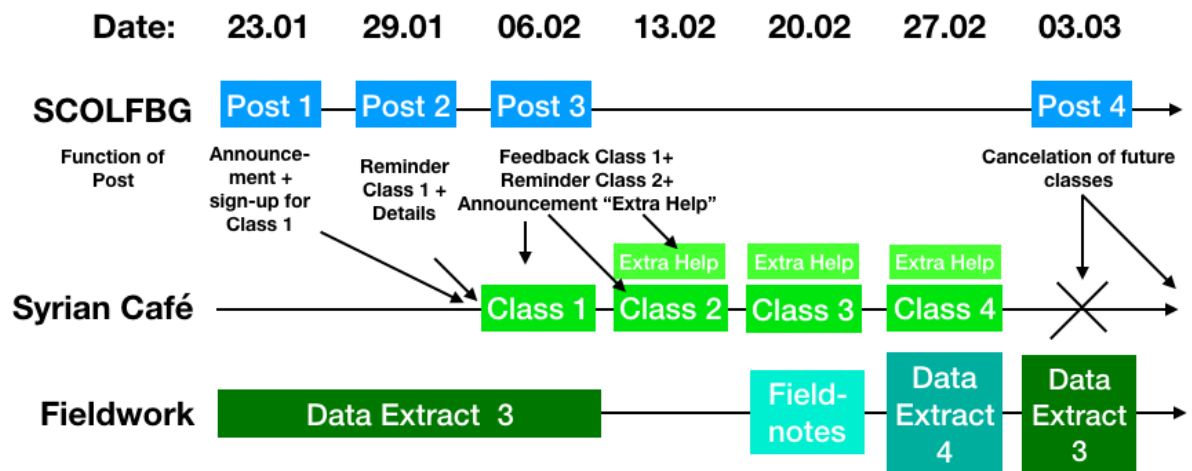 Date: 23.01 29.01 06.02 13.02 20.02 27.02 03.03
SCOLFBG Post 1 Post 2 Post 3 Post 4
Function of
Post
Announce-
ment +
sign-up for
Class 1
Reminder
Class 1 +
Details
Feedback Class 1+
Reminder Class 2+
Announcement “Extra Help”
Cancelation of future
classes
Extra Help Extra Help Extra Help
Syrian Café Class 1 Class 2 Class 3 Class 4
Fieldwork Data Extract 3
Field-
notes
Data
Extract
4
Data
Extract
3